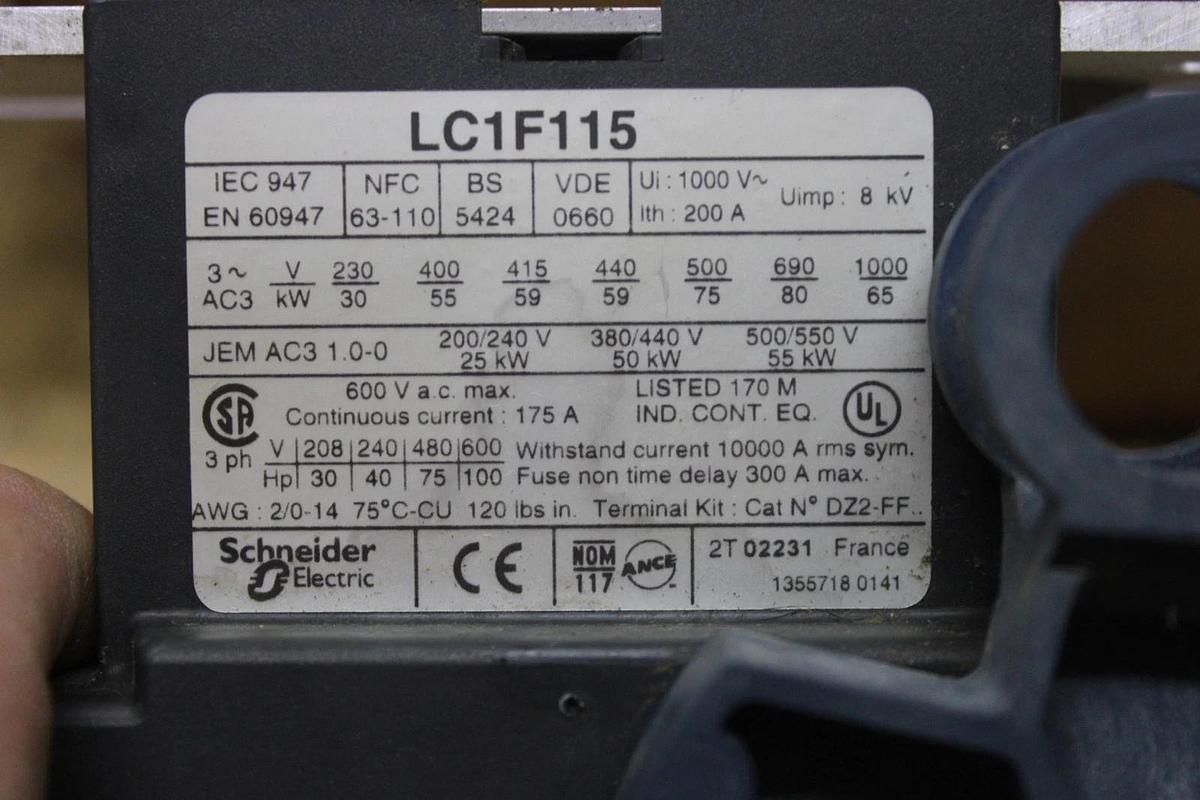 LC1F115
IEC 947 NFC BS VDE Ui : 1000 V~ Uimp : 8 kV
EN 60947 63-110 5424 0660 Ith : 200 A
3~ V 230 400 415 440 500 690 1000
AC3 kW 30 55 59 59 75 80 65
JEM AC3 1.0-0 200/240 V 380/440 V 500/550 V
25 kW 50 kW 55 kW
SA 600 V a.c. max. LISTED 170 M UL
Continuous current : 175 A IND. CONT. EQ.
3 ph V 208 240 480 600 Withstand current 10000 A rms sym.
Hp 30 40 75 100 Fuse non time delay 300 A max.
AWG : 2/0-14 75°C-CU 120 lbs in. Terminal Kit : Cat N° DZ2-FF..
Schneider CE NOM ANCE 2T 02231 France
Electric 117 1355718 0141